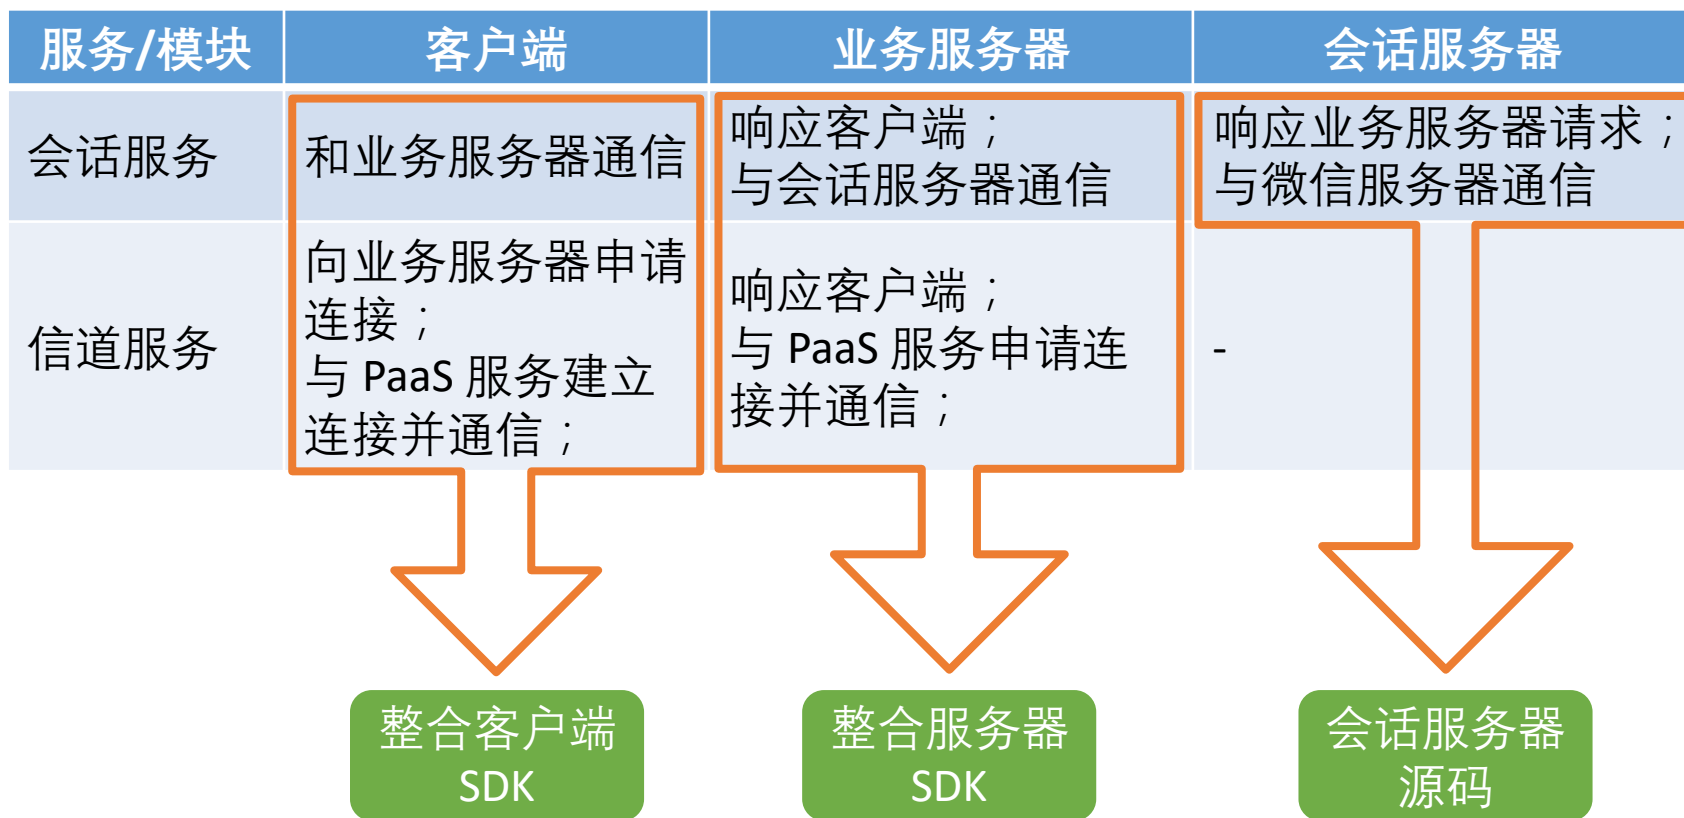 服务/模块
客户端
业务服务器
会话服务器
会话服务
和业务服务器通信
响应客户端；
与会话服务器通信
响应业务服务器请求；
与微信服务器通信
信道服务
向业务服务器申请
连接；
与 PaaS 服务建立
连接并通信；
响应客户端；
与 PaaS 服务申请连
接并通信；
-
整合客户端
SDK
整合服务器
SDK
会话服务器
源码